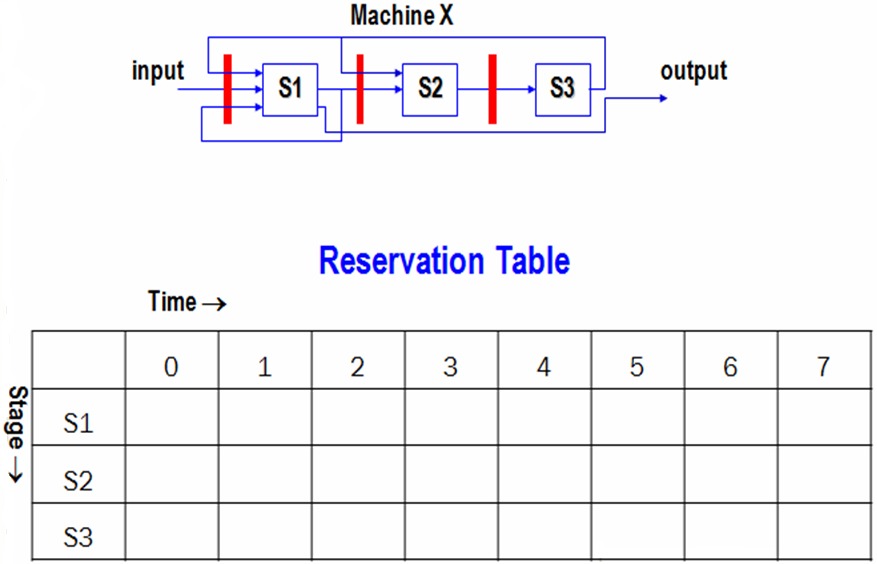 Machine X
input S1 S2 S3 output
Reservation Table
Time →
0 1 2 3 4 5 6 7
Stage →
S1
S2
S3